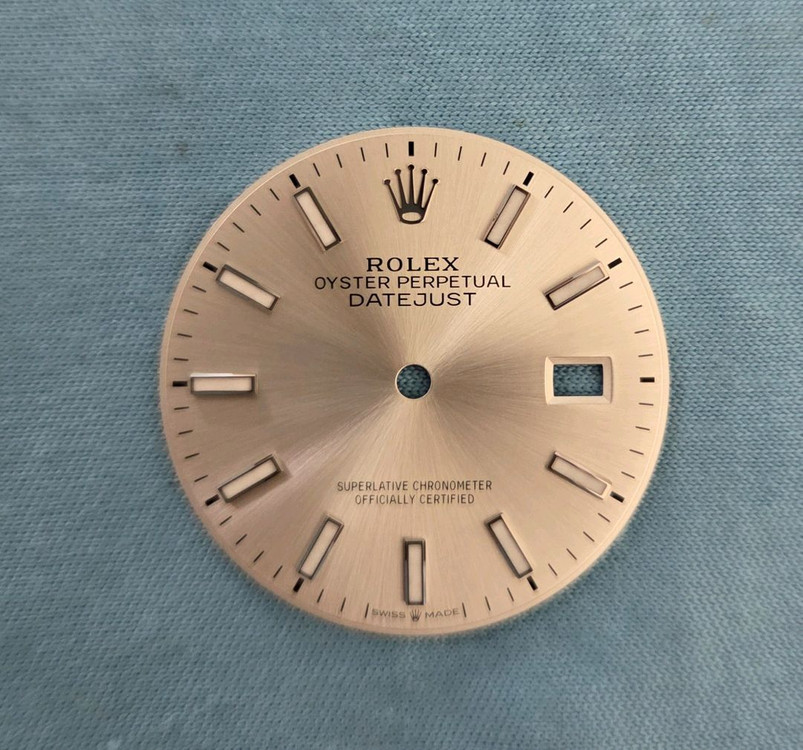 ROLEX
OYSTER PERPETUAL
DATEJUST
SUPERLATIVE CHRONOMETER
OFFICIALLY CERTIFIED
SWISS MADE